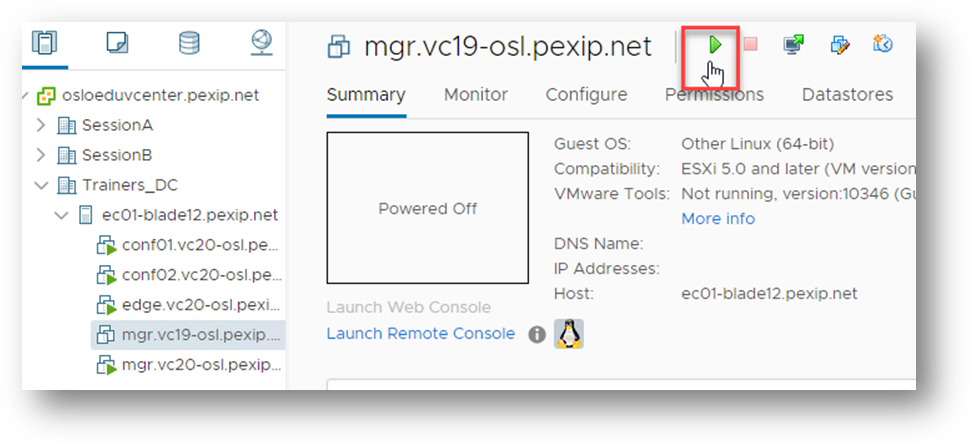 mgr.vc19-osl.pexip.net
osloeduvcenter.pexip.net
SessionA
SessionB
Trainers_DC
ec01-blade12.pexip.net
conf01.vc20-osl.pe...
conf02.vc20-osl.pe...
edge.vc20-osl.pexi...
mgr.vc19-osl.pexip....
mgr.vc20-osl.pexip...
Summary Monitor Configure Permissions Datastores
Powered Off
Launch Web Console
Launch Remote Console
Guest OS: Other Linux (64-bit)
Compatibility: ESXi 5.0 and later (VM version
VMware Tools: Not running, version:10346 (Gu
More info
DNS Name:
IP Addresses:
Host: ec01-blade12.pexip.net